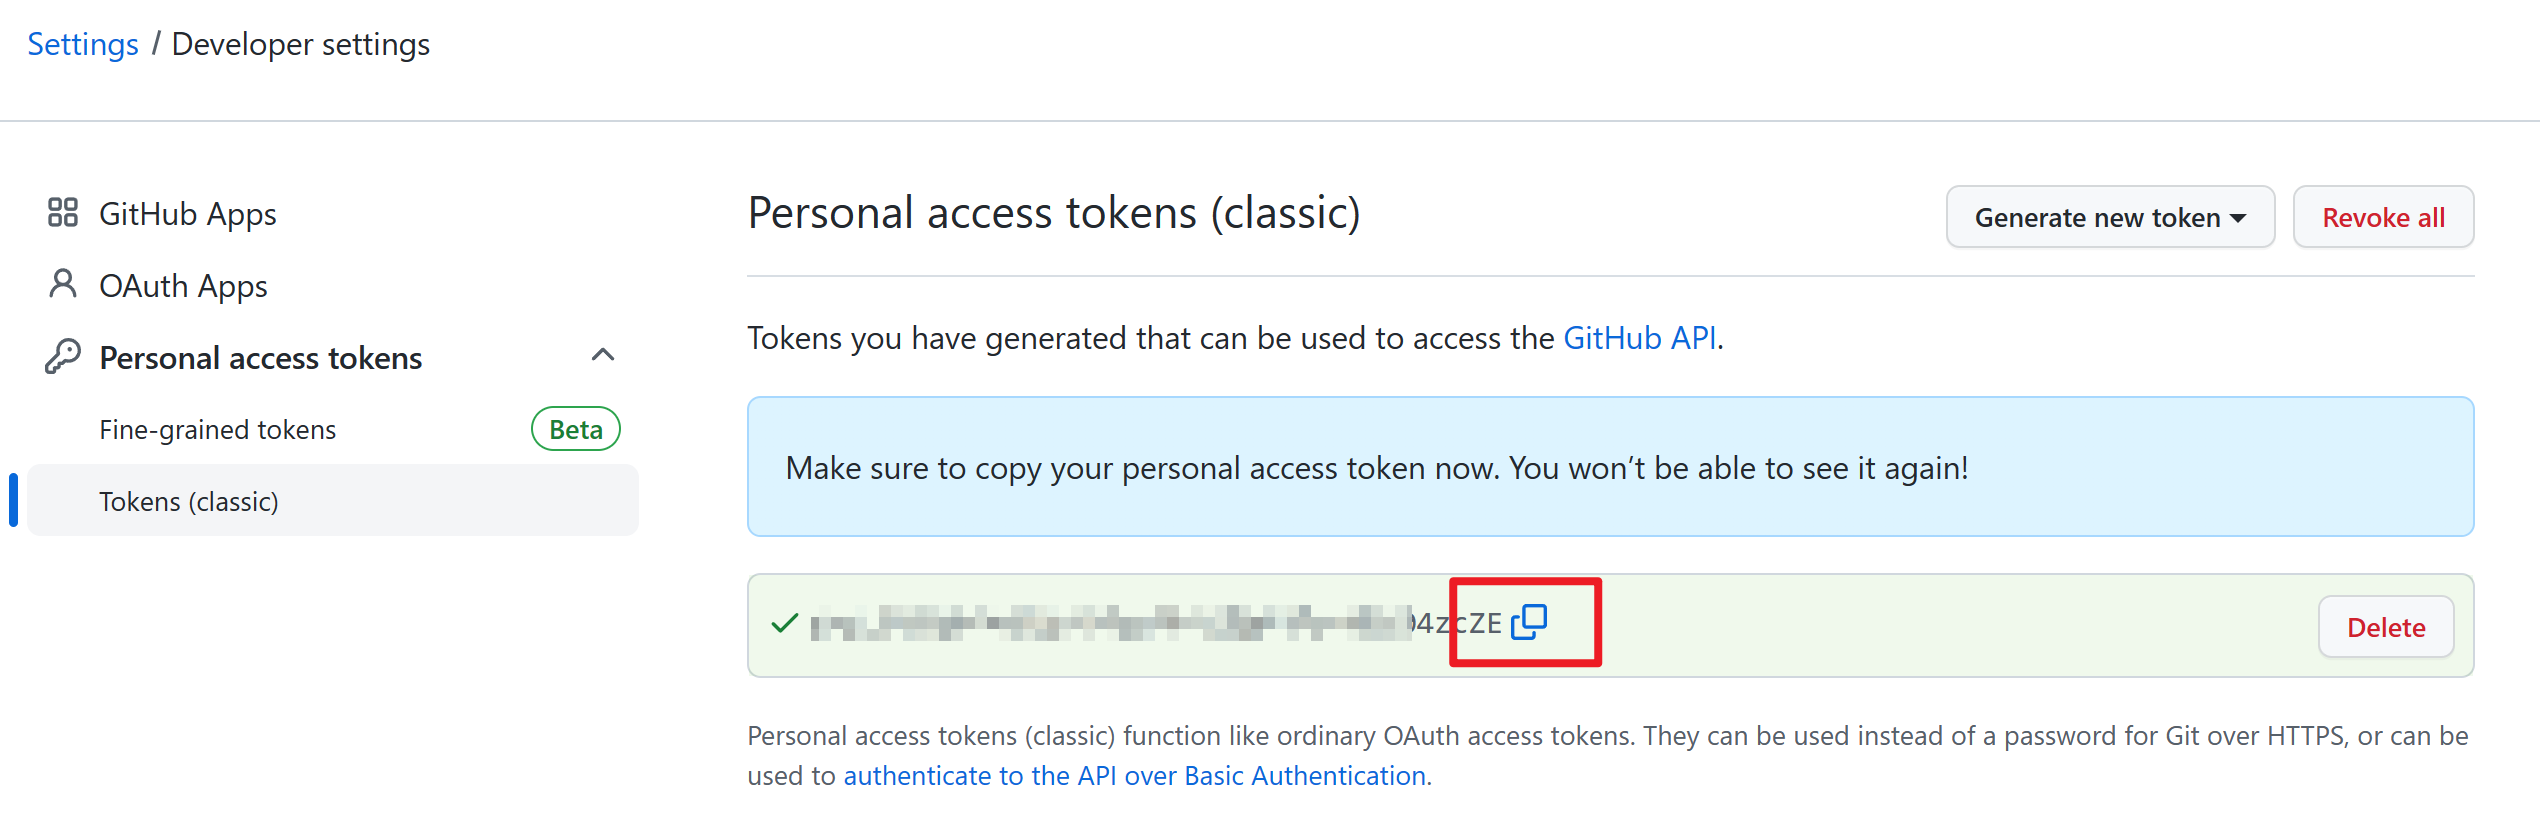 Settings / Developer settings
GitHub Apps
OAuth Apps
Personal access tokens
Fine-grained tokens Beta
Tokens (classic)
Personal access tokens (classic)
Generate new token
Revoke all
Tokens you have generated that can be used to access the GitHub API.
Make sure to copy your personal access token now. You won’t be able to see it again!
4zcZE
Delete
Personal access tokens (classic) function like ordinary OAuth access tokens. They can be used instead of a password for Git over HTTPS, or can be
used to authenticate to the API over Basic Authentication.